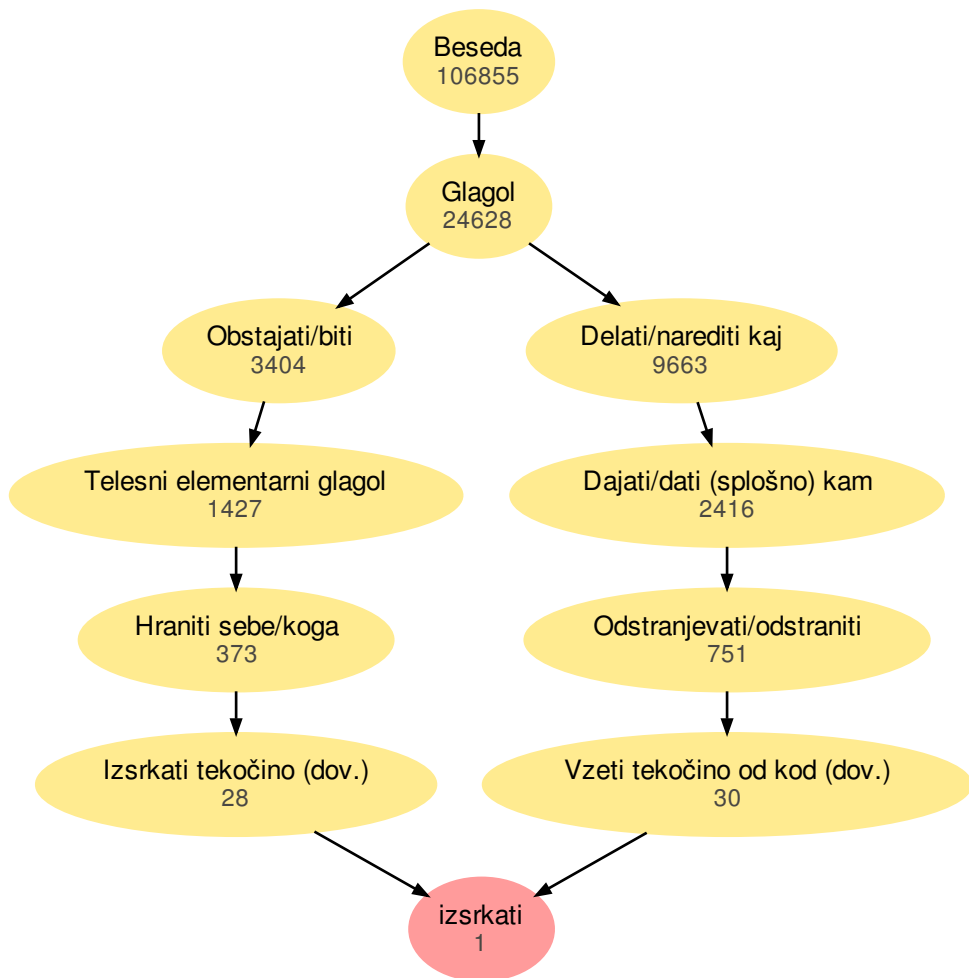 Beseda
106855
Glagol
24628
Obstajati/biti
3404
Delati/narediti kaj
9663
Telesni elementarni glagol
1427
Dajati/dati (splošno) kam
2416
Hraniti sebe/koga
373
Odstranjevati/odstraniti
751
Izsrkati tekočino (dov.)
28
Vzeti tekočino od kod (dov.)
30
izsrkati
1